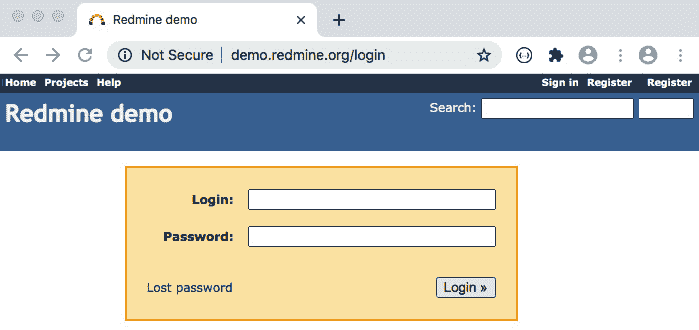 Redmine demo
Not Secure | demo.redmine.org/login
Home Projects Help Sign in Register Register
Redmine demo
Search:
Login:
Password:
Lost password
Login »